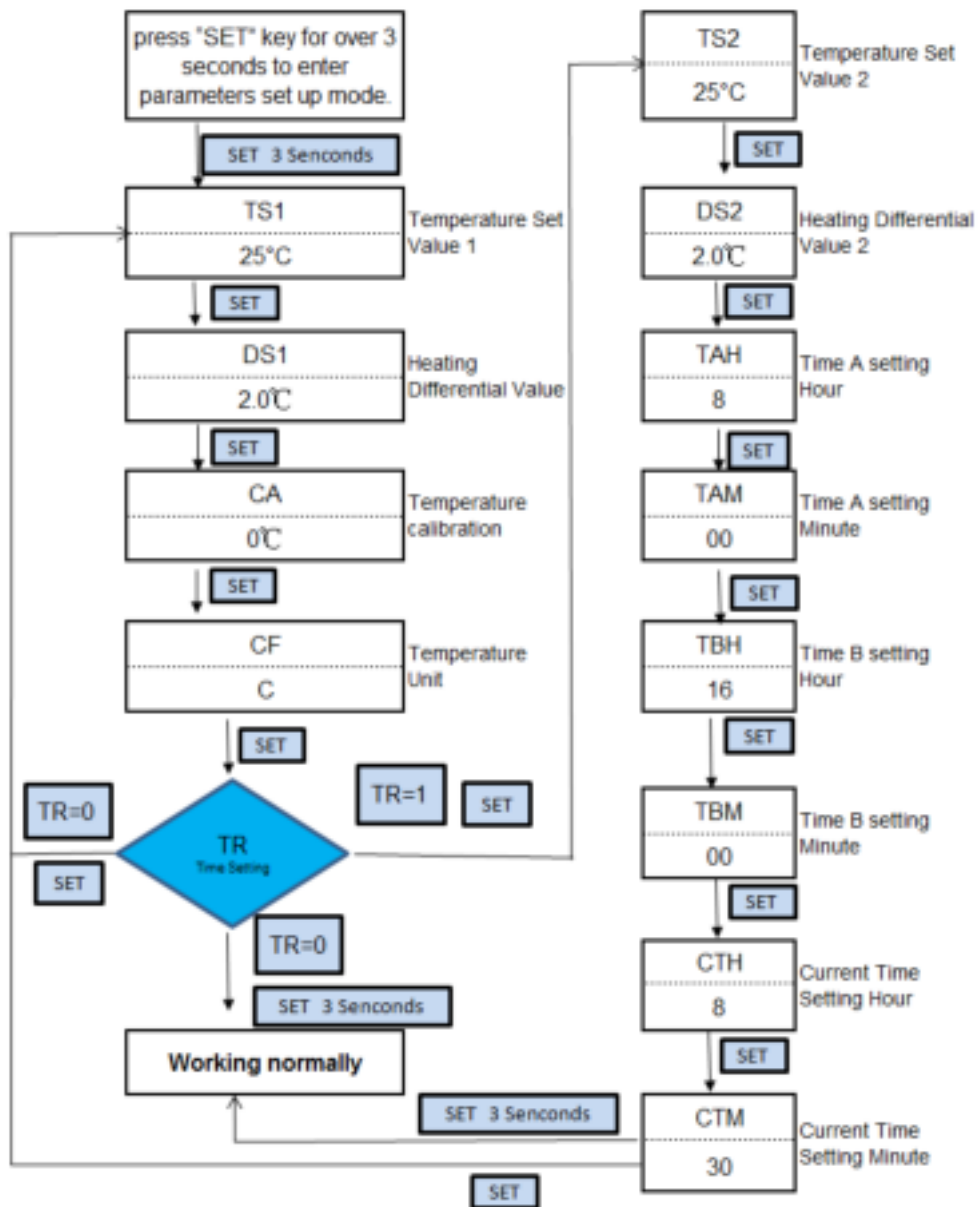 press "SET" key for over 3
seconds to enter
parameters set up mode.
SET 3 Senconds
TS1
25°C
Temperature Set
Value 1
SET
DS1
2.0℃
Heating
Differential Value
SET
CA
0℃
Temperature
calibration
SET
CF
C
Temperature
Unit
SET
TR=0
SET
TR
Time Setting
TR=1
SET
TR=0
SET 3 Senconds
Working normally
TS2
25°C
Temperature Set
Value 2
SET
DS2
2.0℃
Heating Differential
Value 2
SET
TAH
8
Time A setting
Hour
SET
TAM
00
Time A setting
Minute
SET
TBH
16
Time B setting
Hour
SET
TBM
00
Time B setting
Minute
SET
CTH
8
Current Time
Setting Hour
SET
CTM
30
Current Time
Setting Minute
SET 3 Senconds
SET